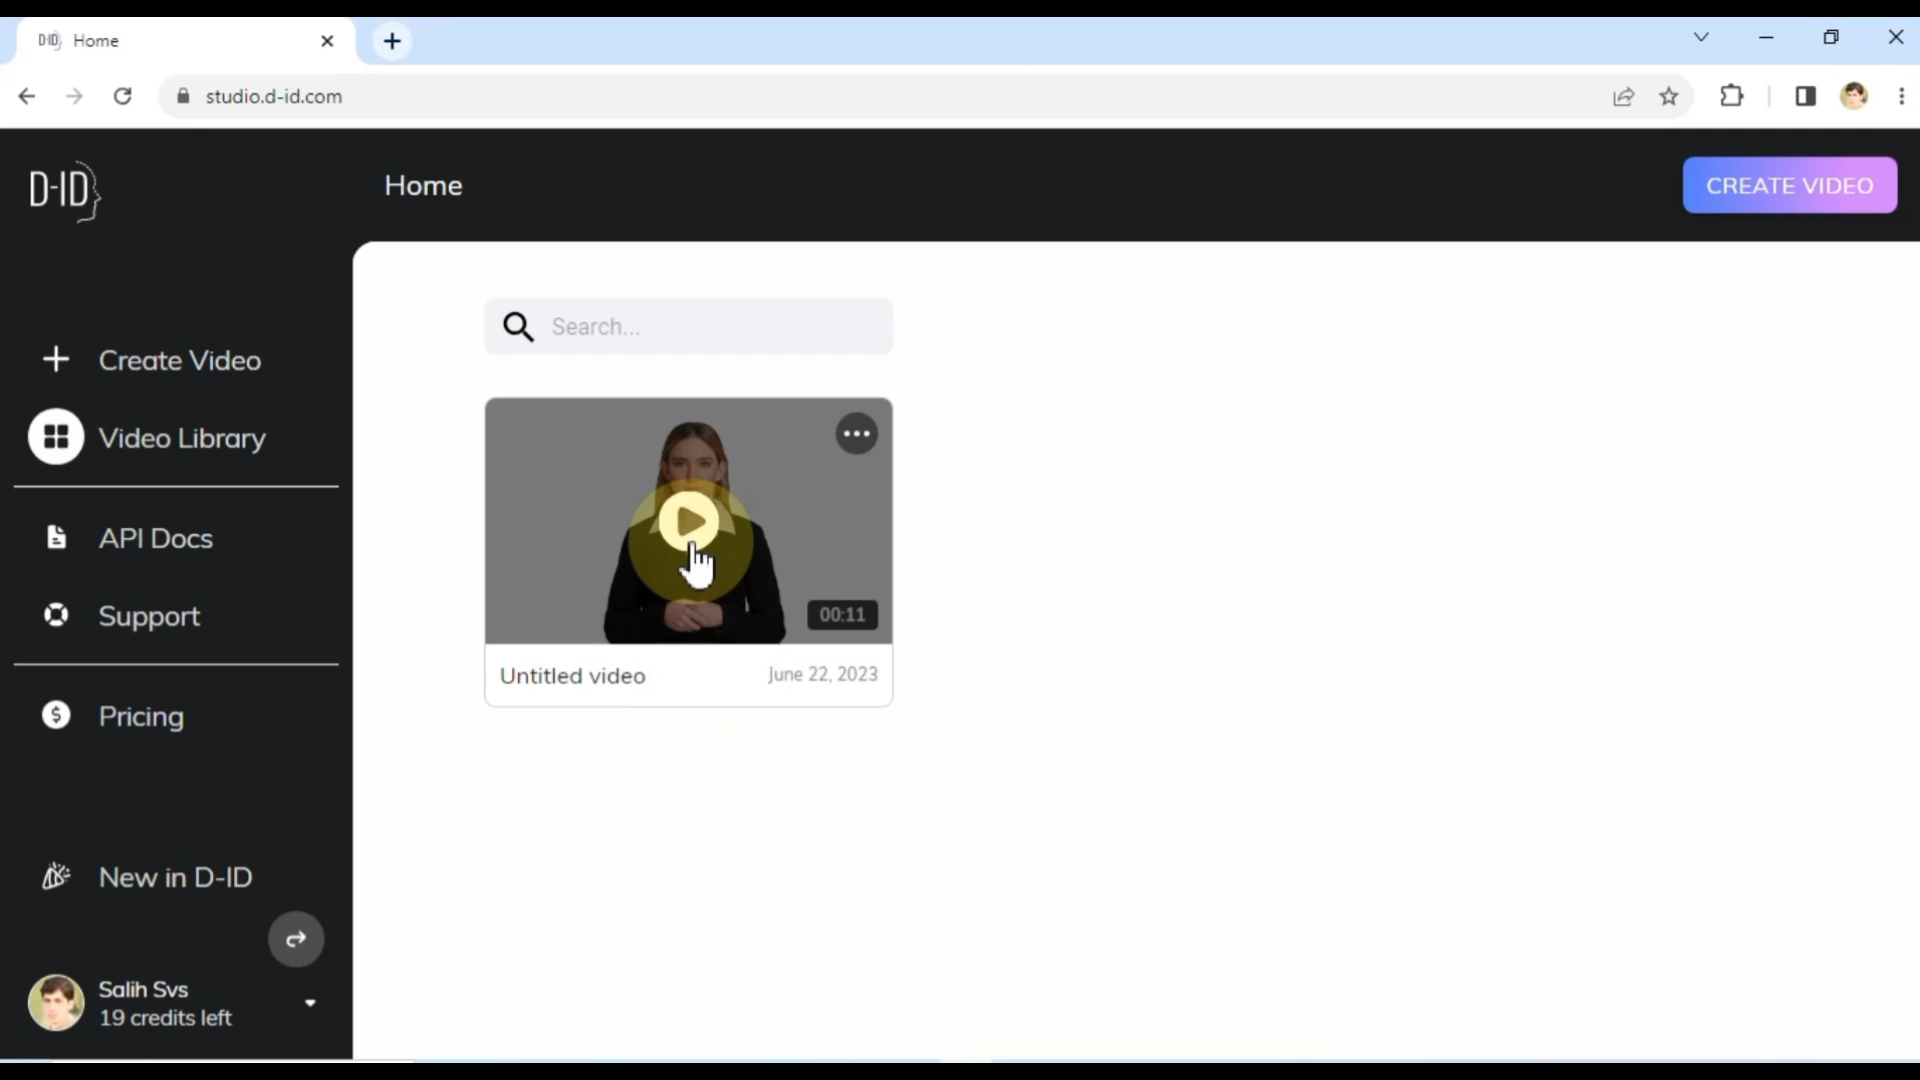 D-ID Home
studio.d-id.com
D-ID
Home
CREATE VIDEO
Search...
Create Video
Video Library
00:11
API Docs
Untitled video
June 22, 2023
Support
Pricing
New in D-ID
Salih Svs
19 credits left